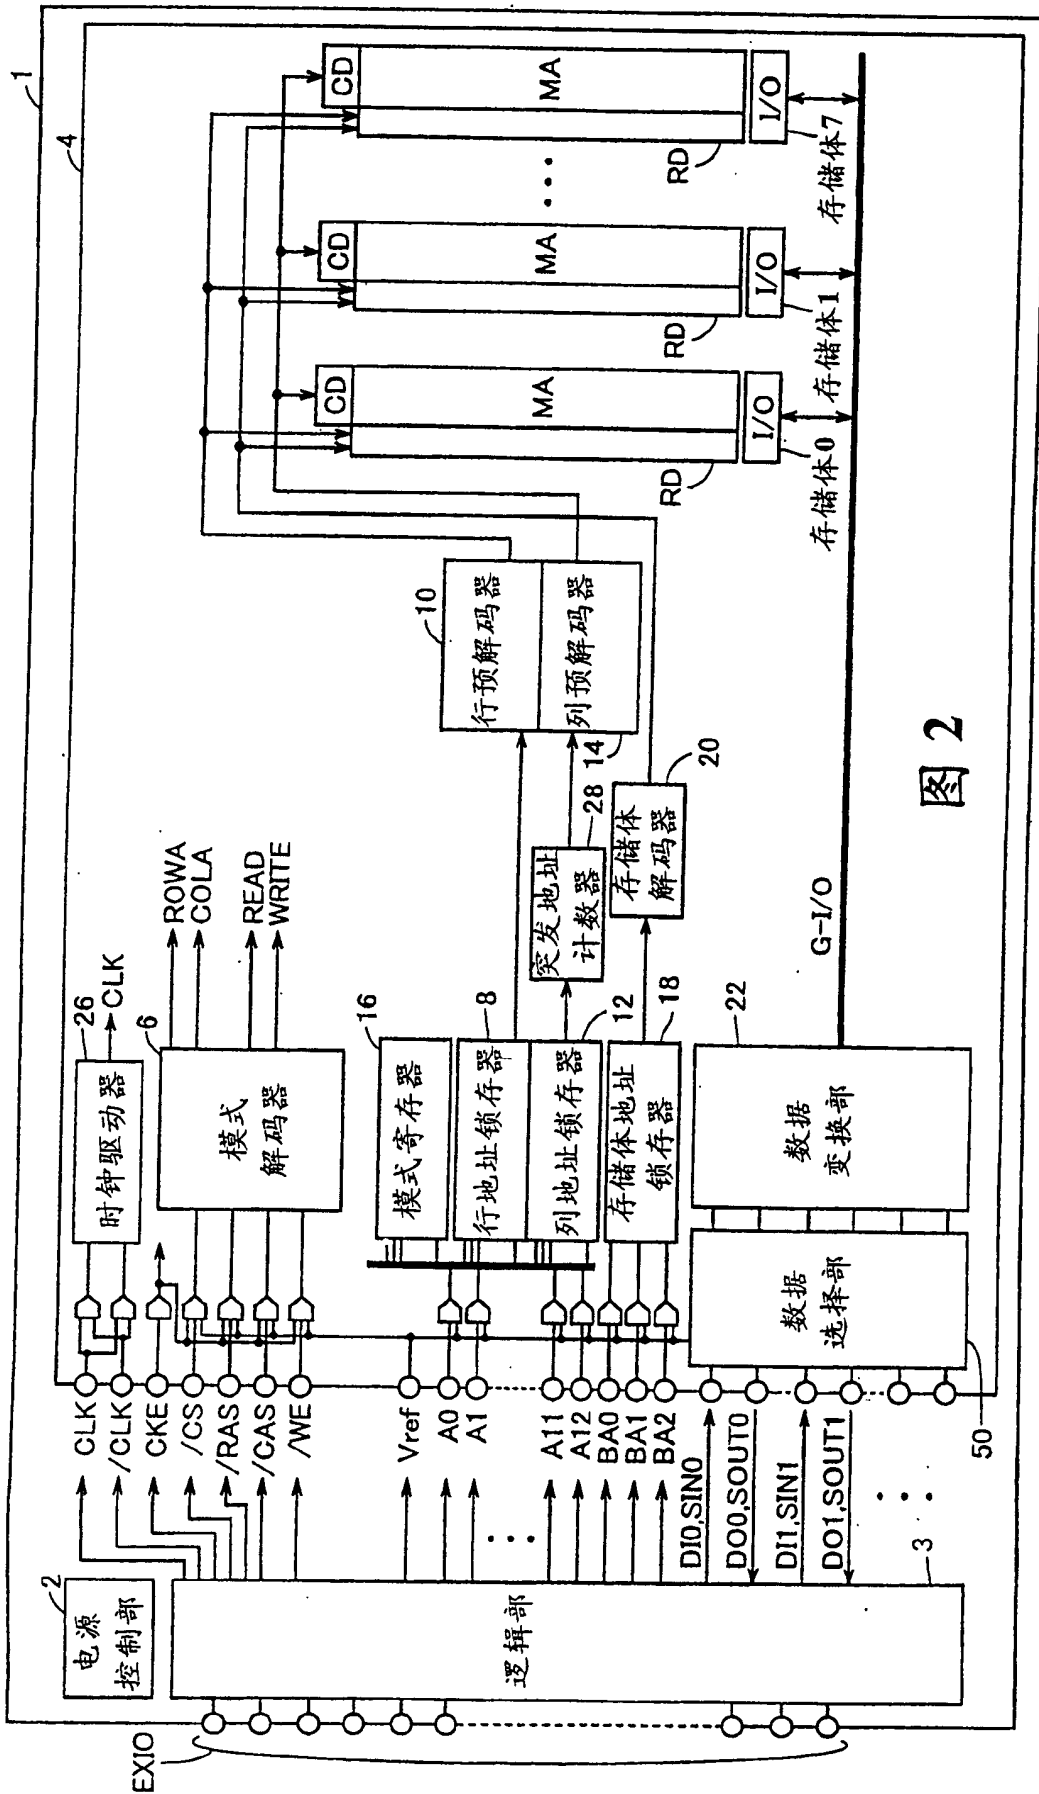 1
4
EXIO
2
电源
控制部
逻辑部
3
CLK
/CLK
CKE
/CS
/RAS
/CAS
/WE
Vref
A0
A1
A11
A12
BA0
BA1
BA2
DI0,SIN0
DO0,SOUT0
DI1,SIN1
DO1,SOUT1
50
时钟驱动器
26
CLK
模式
解码器
6
ROWA
COLA
READ
WRITE
模式寄存器
16
行地址锁存器
8
列地址锁存器
12
存储体地址
锁存器
18
数据
选择部
数据
变换部
22
突发地址
计数器
28
存储体
解码器
20
行预解码器
10
列预解码器
14
G-I/O
CD
MA
RD
I/O
存储体0
CD
MA
RD
I/O
存储体1
CD
MA
RD
I/O
存储体7
图 2